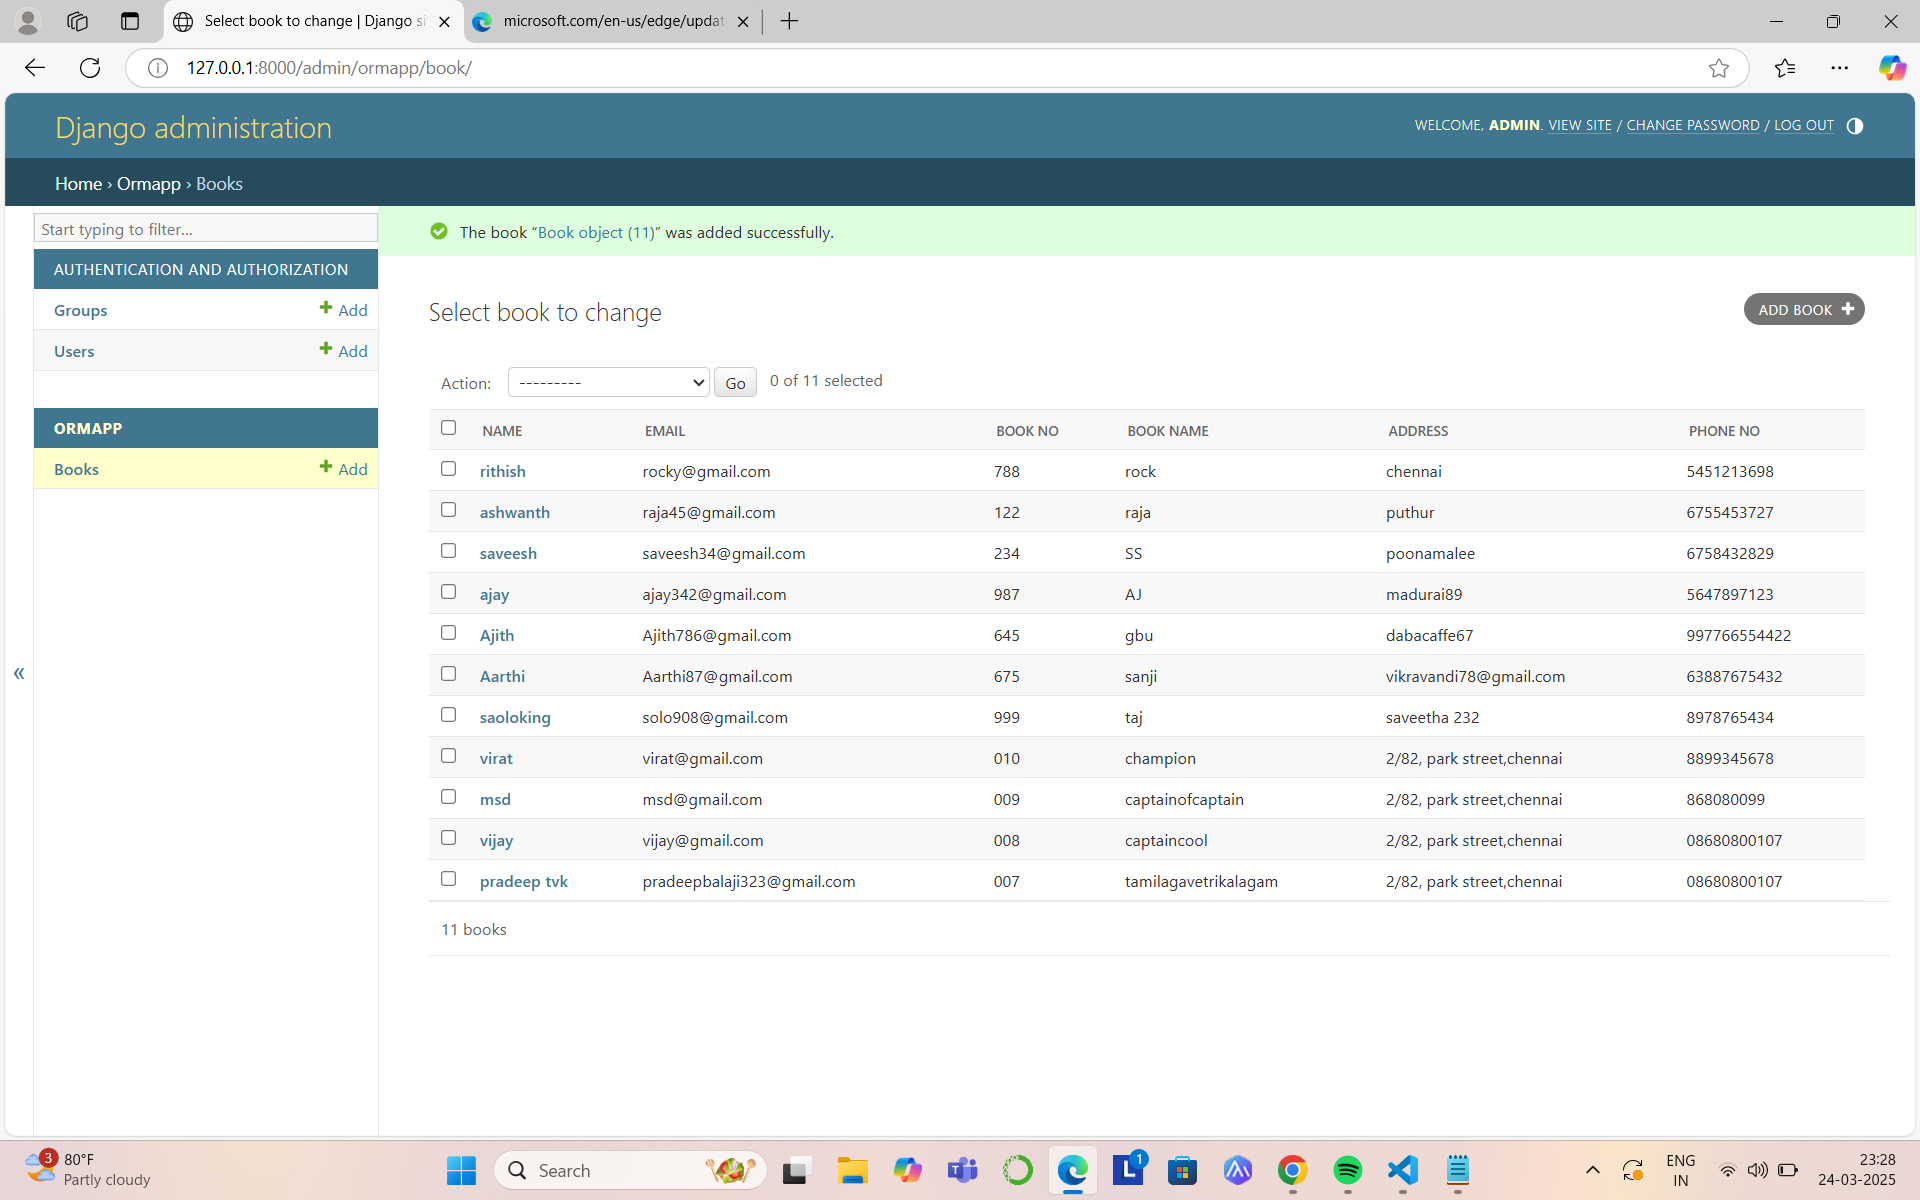 Select book to change | Django si
microsoft.com/en-us/edge/updat
127.0.0.1:8000/admin/ormapp/book/
Django administration
WELCOME, ADMIN. VIEW SITE / CHANGE PASSWORD / LOG OUT
Home › Ormapp › Books
Start typing to filter...
AUTHENTICATION AND AUTHORIZATION
Groups Add
Users Add
ORMAPP
Books Add
«
The book “Book object (11)” was added successfully.
Select book to change
ADD BOOK
Action: --------- Go 0 of 11 selected
NAME EMAIL BOOK NO BOOK NAME ADDRESS PHONE NO
rithish rocky@gmail.com 788 rock chennai 5451213698
ashwanth raja45@gmail.com 122 raja puthur 6755453727
saveesh saveesh34@gmail.com 234 SS poonamalee 6758432829
ajay ajay342@gmail.com 987 AJ madurai89 5647897123
Ajith Ajith786@gmail.com 645 gbu dabacaffe67 997766554422
Aarthi Aarthi87@gmail.com 675 sanji vikravandi78@gmail.com 63887675432
saoloking solo908@gmail.com 999 taj saveetha 232 8978765434
virat virat@gmail.com 010 champion 2/82, park street,chennai 8899345678
msd msd@gmail.com 009 captainofcaptain 2/82, park street,chennai 868080099
vijay vijay@gmail.com 008 captaincool 2/82, park street,chennai 08680800107
pradeep tvk pradeepbalaji323@gmail.com 007 tamilagavetrikalagam 2/82, park street,chennai 08680800107
11 books
3
80°F
Partly cloudy
Search
1
ENG
IN
23:28
24-03-2025